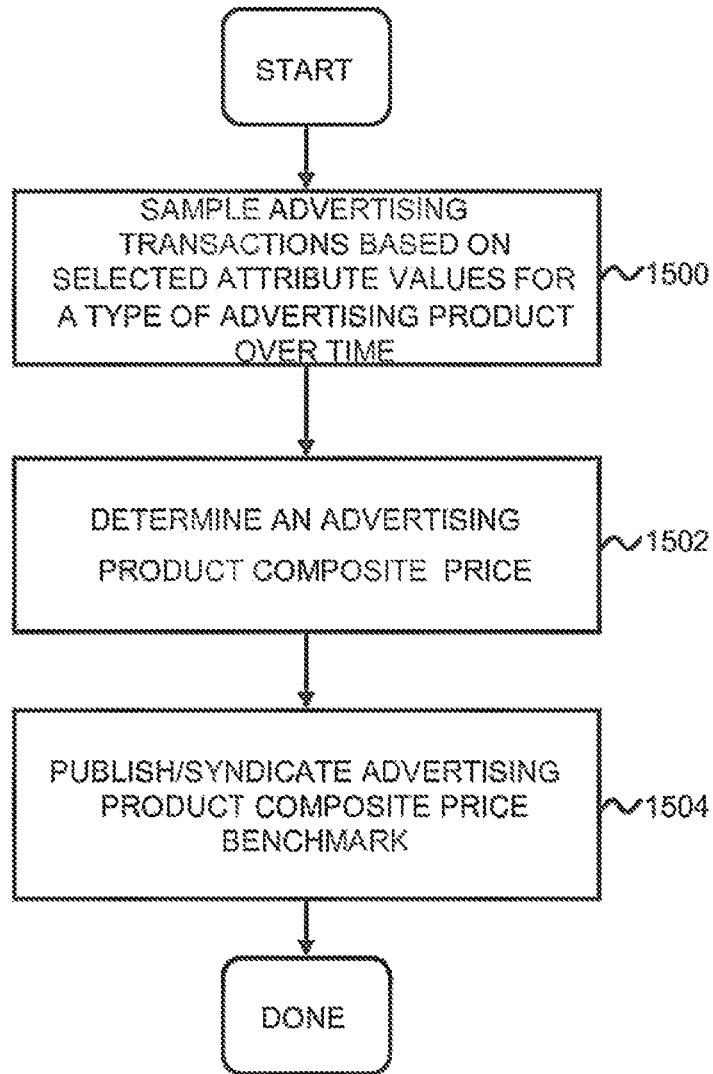 START
SAMPLE ADVERTISING
TRANSACTIONS BASED ON
SELECTED ATTRIBUTE VALUES FOR
A TYPE OF ADVERTISING PRODUCT
OVER TIME
1500
DETERMINE AN ADVERTISING
PRODUCT COMPOSITE PRICE
1502
PUBLISH/SYNDICATE ADVERTISING
PRODUCT COMPOSITE PRICE
BENCHMARK
1504
DONE